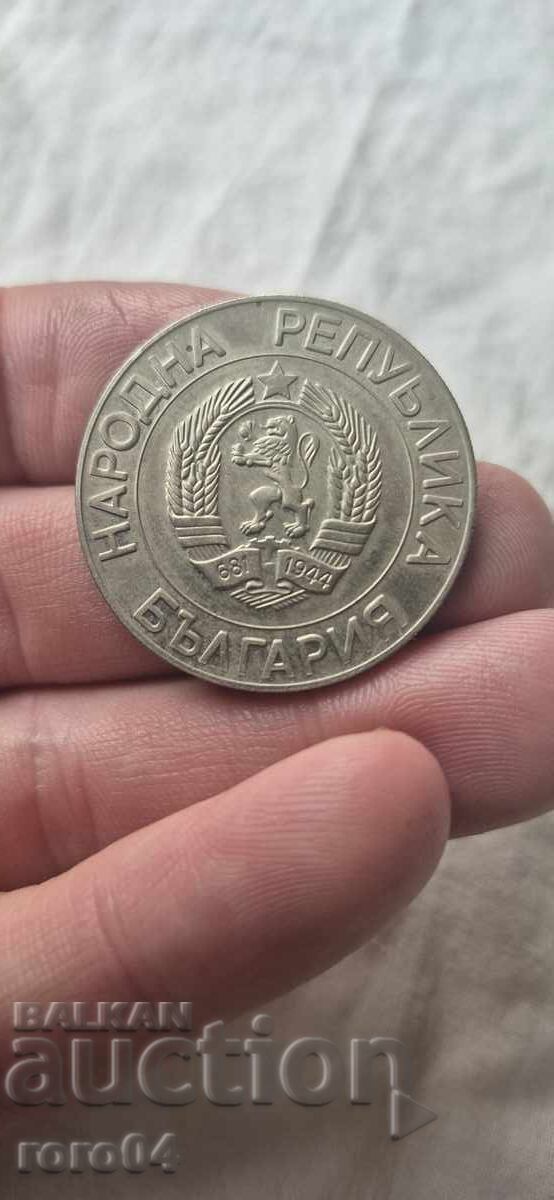 НАРОДНА РЕПУБЛИКА
БЪЛГАРИЯ
681 1944
BALKAN
auction
roro04